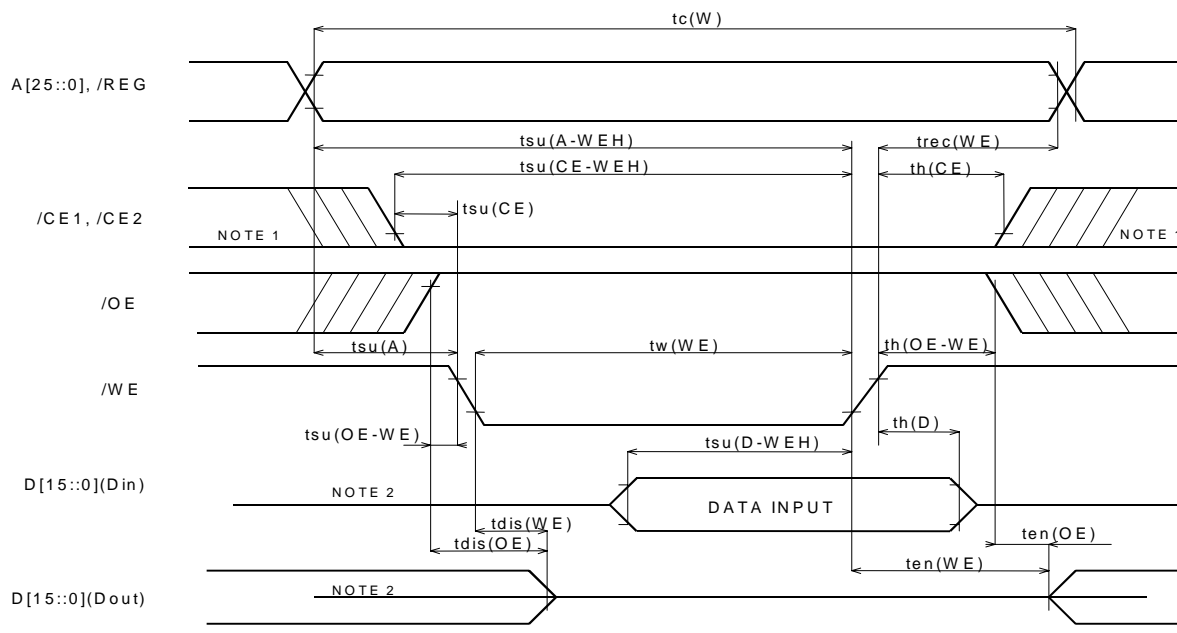 tc(W)
A[25::0], /REG
tsu(A-WEH)
trec(WE)
tsu(CE-WEH)
th(CE)
tsu(CE)
/CE1, /CE2
NOTE 1
NOTE 1
/OE
tsu(A)
tw(WE)
th(OE-WE)
/WE
tsu(OE-WE)
th(D)
tsu(D-WEH)
D[15::0](Din)
NOTE 2
DATA INPUT
tdis(WE)
ten(OE)
tdis(OE)
ten(WE)
D[15::0](Dout)
NOTE 2